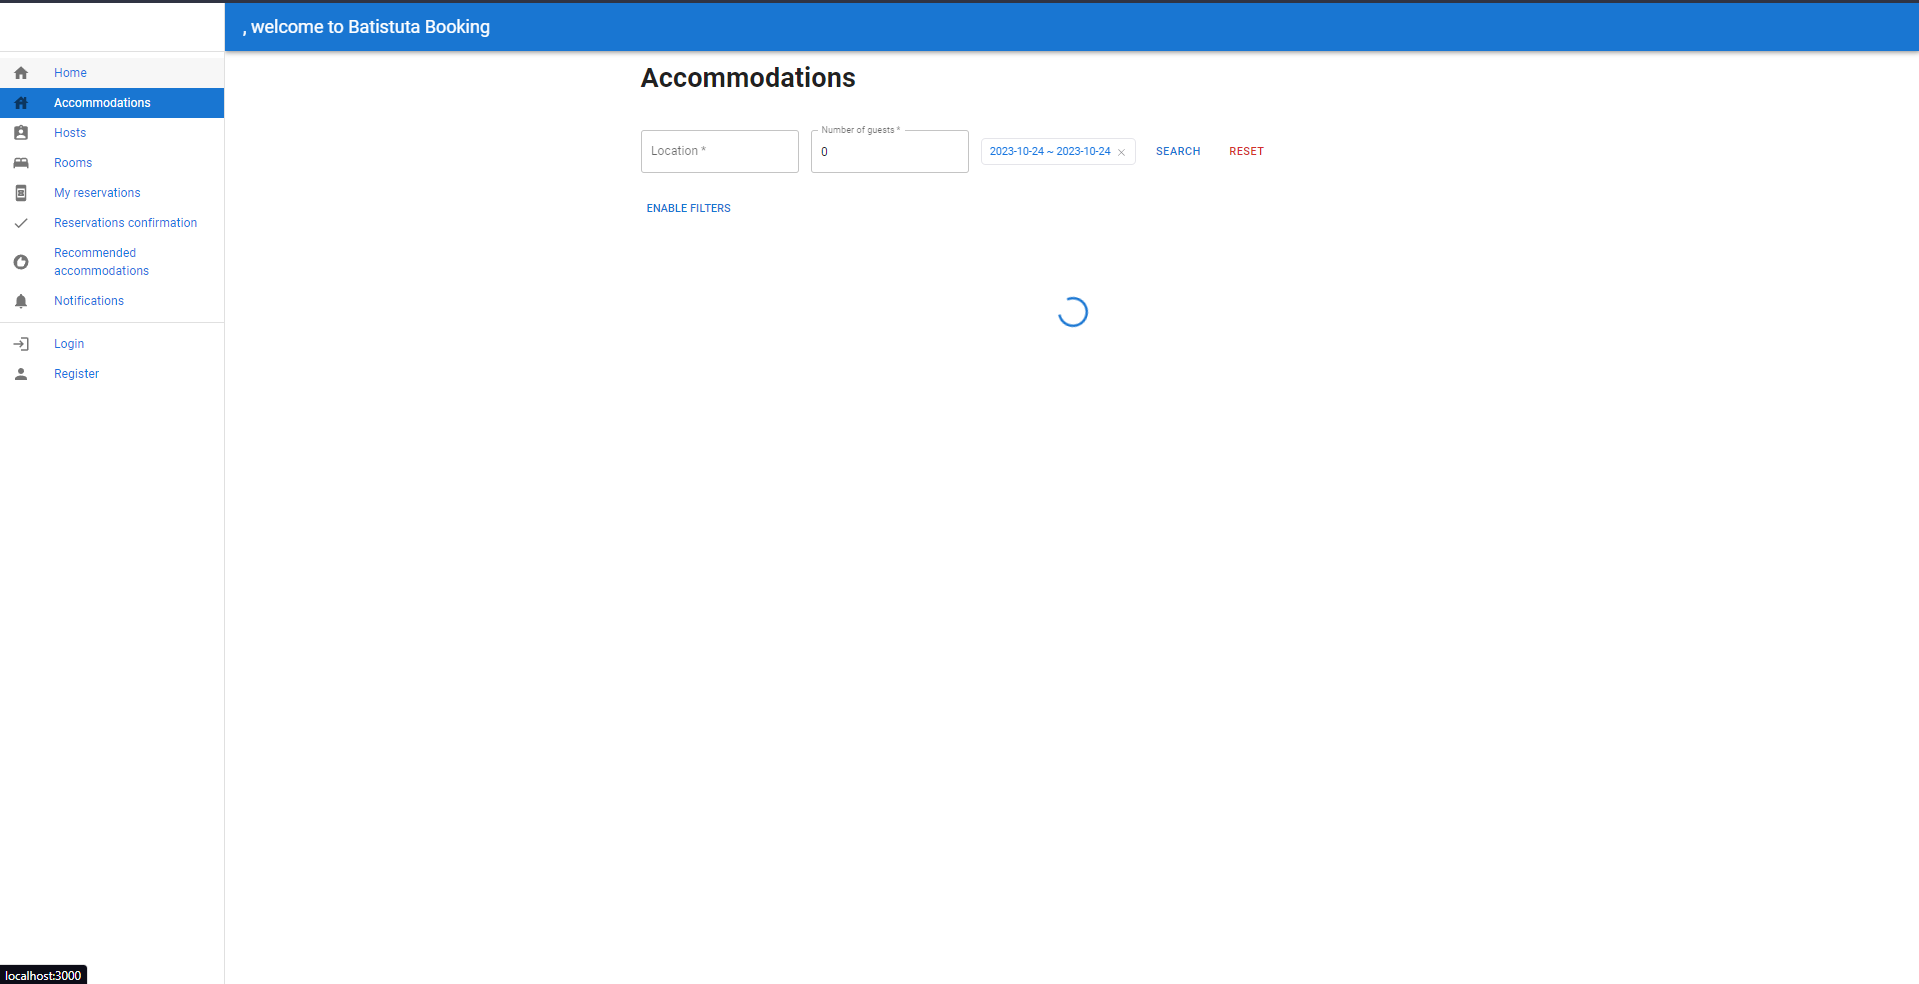 , welcome to Batistuta Booking
Home
Accommodations
Hosts
Rooms
My reservations
Reservations confirmation
Recommended
accommodations
Notifications
Login
Register
Accommodations
Location *
Number of guests *
0
2023-10-24 ~ 2023-10-24
SEARCH
RESET
ENABLE FILTERS
localhost:3000